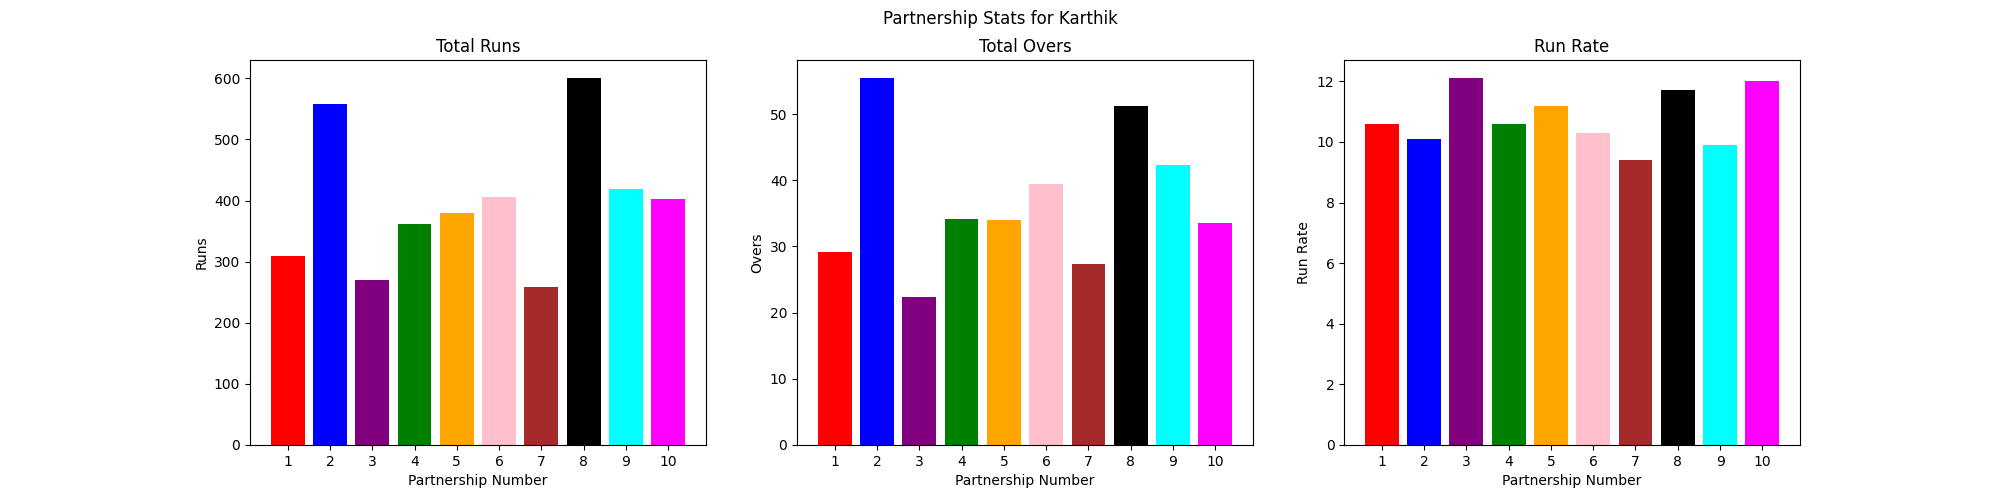 Partnership Stats for Karthik
Total Runs
600
500
400
300
200
100
0
Runs
1 2 3 4 5 6 7 8 9 10
Partnership Number
Total Overs
50
40
30
20
10
0
Overs
1 2 3 4 5 6 7 8 9 10
Partnership Number
Run Rate
12
10
8
6
4
2
0
Run Rate
1 2 3 4 5 6 7 8 9 10
Partnership Number